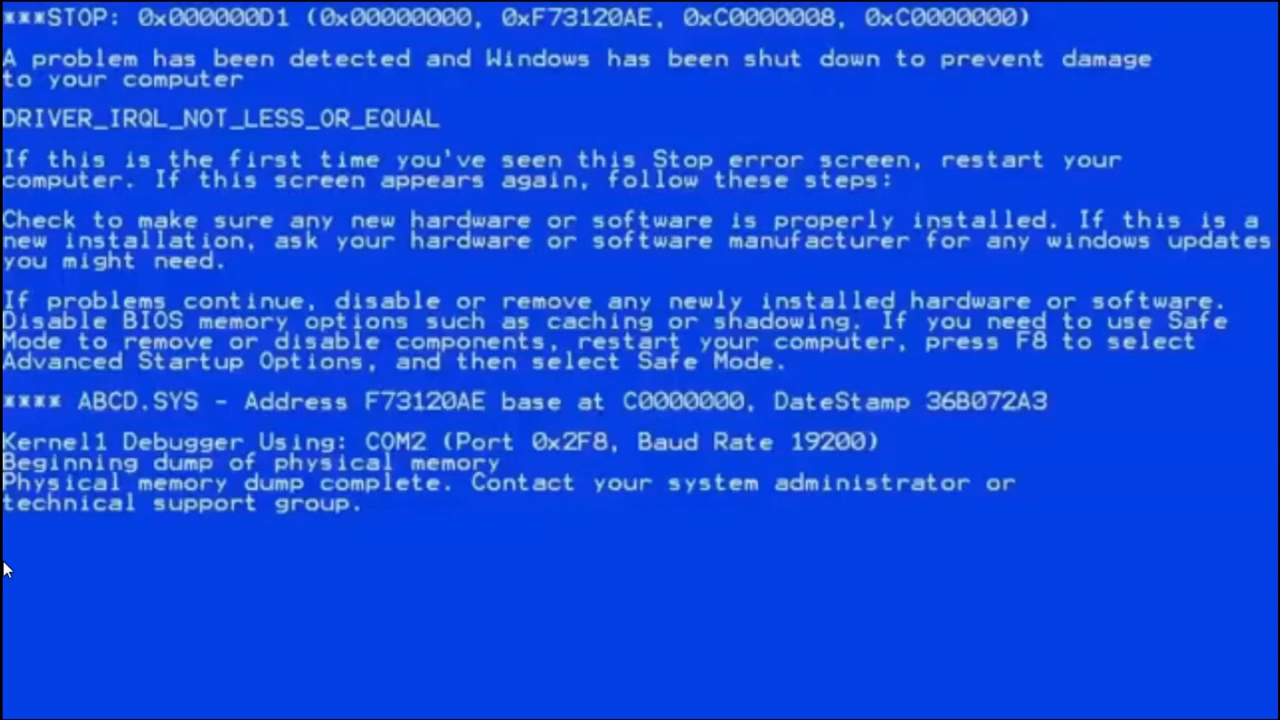 ***STOP: 0x000000D1 (0x00000000, 0xF73120AE, 0xC0000008, 0xC0000000)
A problem has been detected and Windows has been shut down to prevent damage
to your computer
DRIVER_IRQL_NOT_LESS_OR_EQUAL
If this is the first time you've seen this Stop error screen, restart your
computer. If this screen appears again, follow these steps:
Check to make sure any new hardware or software is properly installed. If this is a
new installation, ask your hardware or software manufacturer for any windows updates
you might need.
If problems continue, disable or remove any newly installed hardware or software.
Disable BIOS memory options such as caching or shadowing. If you need to use Safe
Mode to remove or disable components, restart your computer, press F8 to select
Advanced Startup Options, and then select Safe Mode.
**** ABCD.SYS - Address F73120AE base at C0000000, DateStamp 36B072A3
Kernel1 Debugger Using: COM2 (Port 0x2F8, Baud Rate 19200)
Beginning dump of physical memory
Physical memory dump complete. Contact your system administrator or
technical support group.